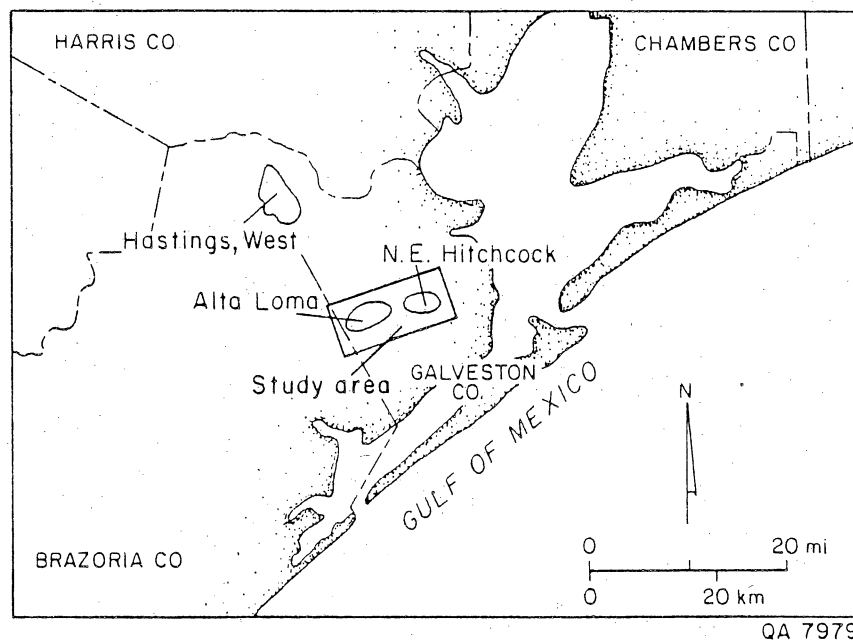 HARRIS CO
CHAMBERS CO
Hastings, West
N.E. Hitchcock
Alta Loma
Study area
GALVESTON
CO.
GULF OF MEXICO
N
BRAZORIA CO
0 20 mi
0 20 km
QA 7979